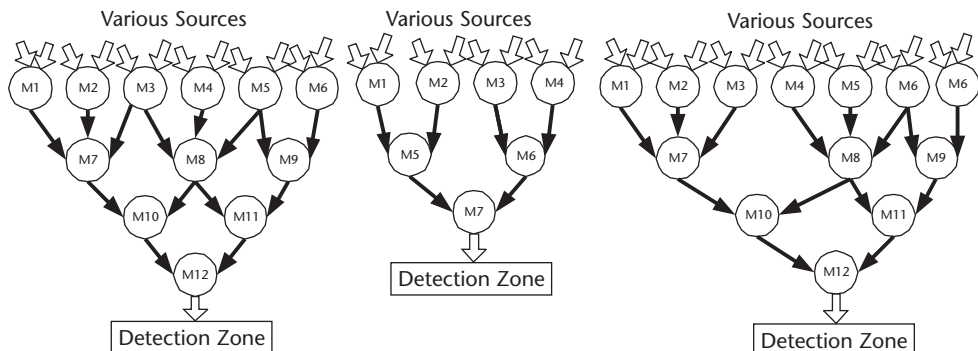 Various Sources
M1 M2 M3 M4 M5 M6
M7 M8 M9
M10 M11
M12
Detection Zone
Various Sources
M1 M2 M3 M4
M5 M6
M7
Detection Zone
Various Sources
M1 M2 M3 M4 M5 M6 M6
M7 M8 M9
M10 M11
M12
Detection Zone